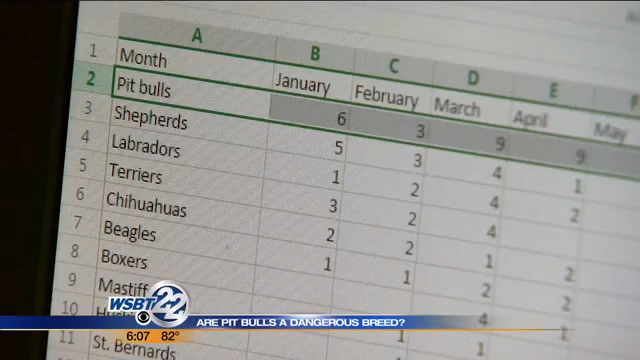 A B C D E F
1 Month January February March April May
2 Pit bulls 6 3 9 9
3 Shepherds 5 3 4 1
4 Labradors 1 2 4 2
5 Terriers 3 2 4
6 Chihuahuas 2 2 1 2
7 Beagles 1 1 2 2
8 Boxers 4 1
9 Mastiff 1 1
10
11 St. Bernards
WSBT 22
ARE PIT BULLS A DANGEROUS BREED?
6:07 82°